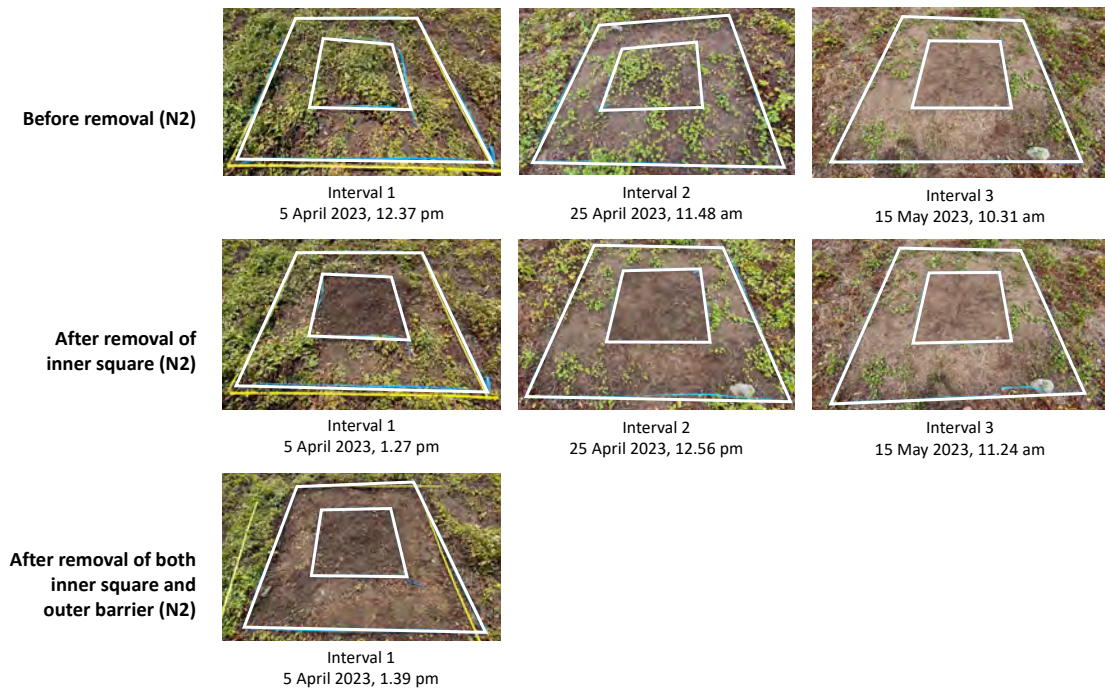 Before removal (N2)
Interval 1
5 April 2023, 12.37 pm
Interval 2
25 April 2023, 11.48 am
Interval 3
15 May 2023, 10.31 am
After removal of
inner square (N2)
Interval 1
5 April 2023, 1.27 pm
Interval 2
25 April 2023, 12.56 pm
Interval 3
15 May 2023, 11.24 am
After removal of both
inner square and
outer barrier (N2)
Interval 1
5 April 2023, 1.39 pm